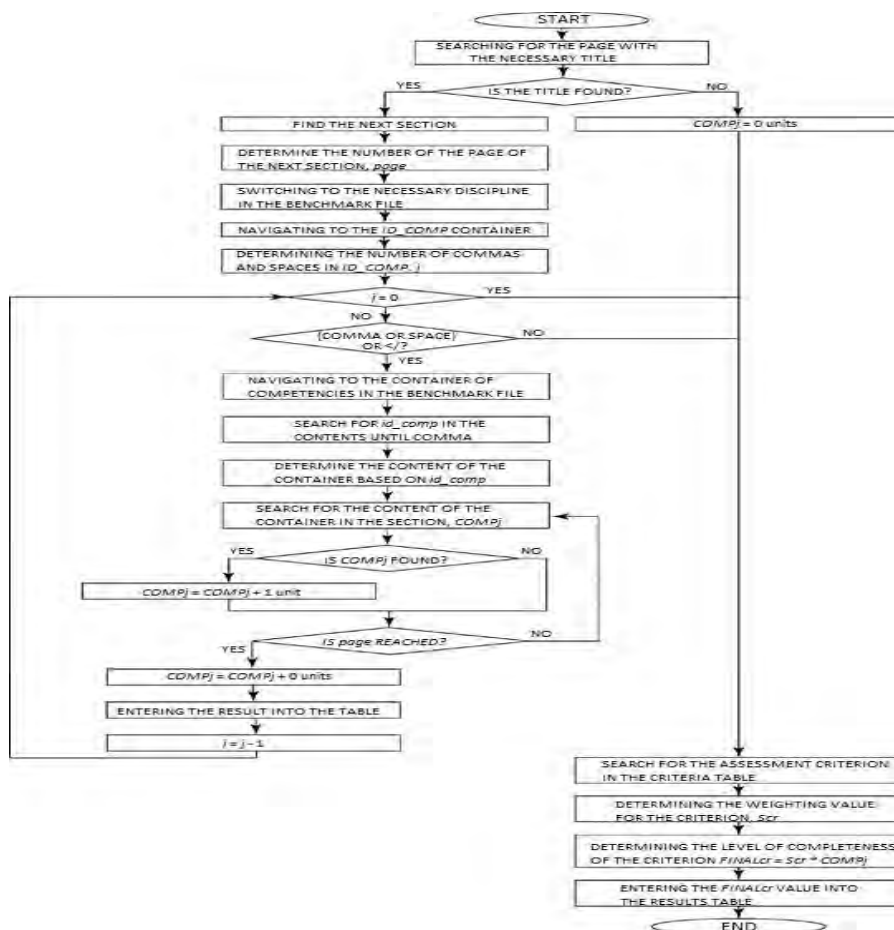 START
SEARCHING FOR THE PAGE WITH
THE NECESSARY TITLE
YES
IS THE TITLE FOUND?
NO
FIND THE NEXT SECTION
COMPj = 0 units
DETERMINE THE NUMBER OF THE PAGE OF
THE NEXT SECTION, page
SWITCHING TO THE NECESSARY DISCIPLINE
IN THE BENCHMARK FILE
NAVIGATING TO THE ID_COMP CONTAINER
DETERMINING THE NUMBER OF COMMAS
AND SPACES IN ID_COMP, j
j = 0
YES
NO
(COMMA OR SPACE)
OR </?
NO
YES
NAVIGATING TO THE CONTAINER OF
COMPETENCIES IN THE BENCHMARK FILE
SEARCH FOR id_comp IN THE
CONTENTS UNTIL COMMA
DETERMINE THE CONTENT OF THE
CONTAINER BASED ON id_comp
SEARCH FOR THE CONTENT OF THE
CONTAINER IN THE SECTION, COMPj
YES
IS COMPj FOUND?
NO
COMPj = COMPj + 1 unit
IS page REACHED?
NO
YES
COMPj = COMPj + 0 units
ENTERING THE RESULT INTO THE TABLE
j = j - 1
SEARCH FOR THE ASSESSMENT CRITERION
IN THE CRITERIA TABLE
DETERMINING THE WEIGHTING VALUE
FOR THE CRITERION, Scr
DETERMINING THE LEVEL OF COMPLETENESS
OF THE CRITERION FINALcr = Scr * COMPj
ENTERING THE FINALcr VALUE INTO
THE RESULTS TABLE
END